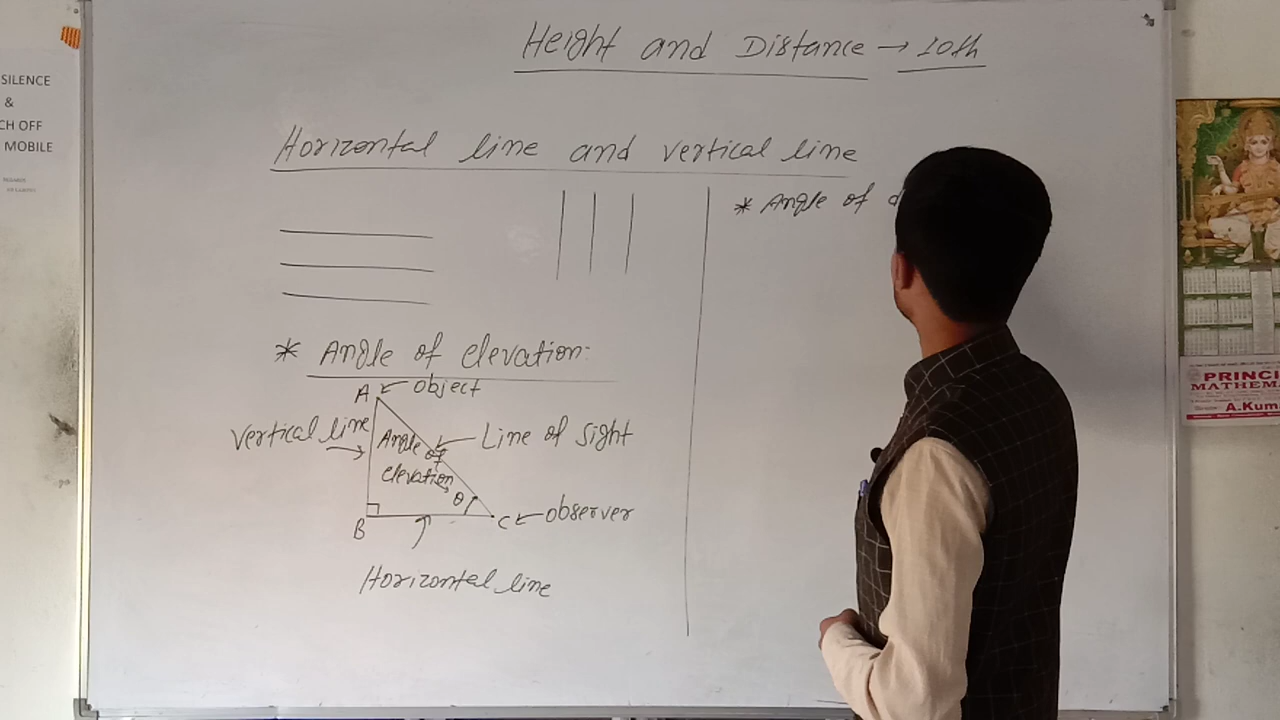 Height and Distance → 10th
Horizontal line and vertical line
* Angle of d
* Angle of elevation:
A
Object
Vertical line
Angle of
elevation
Line of sight
θ
B
C
observer
Horizontal line
SILENCE
&
CH OFF
MOBILE
PRINCI
MATHEMA
A.Kum